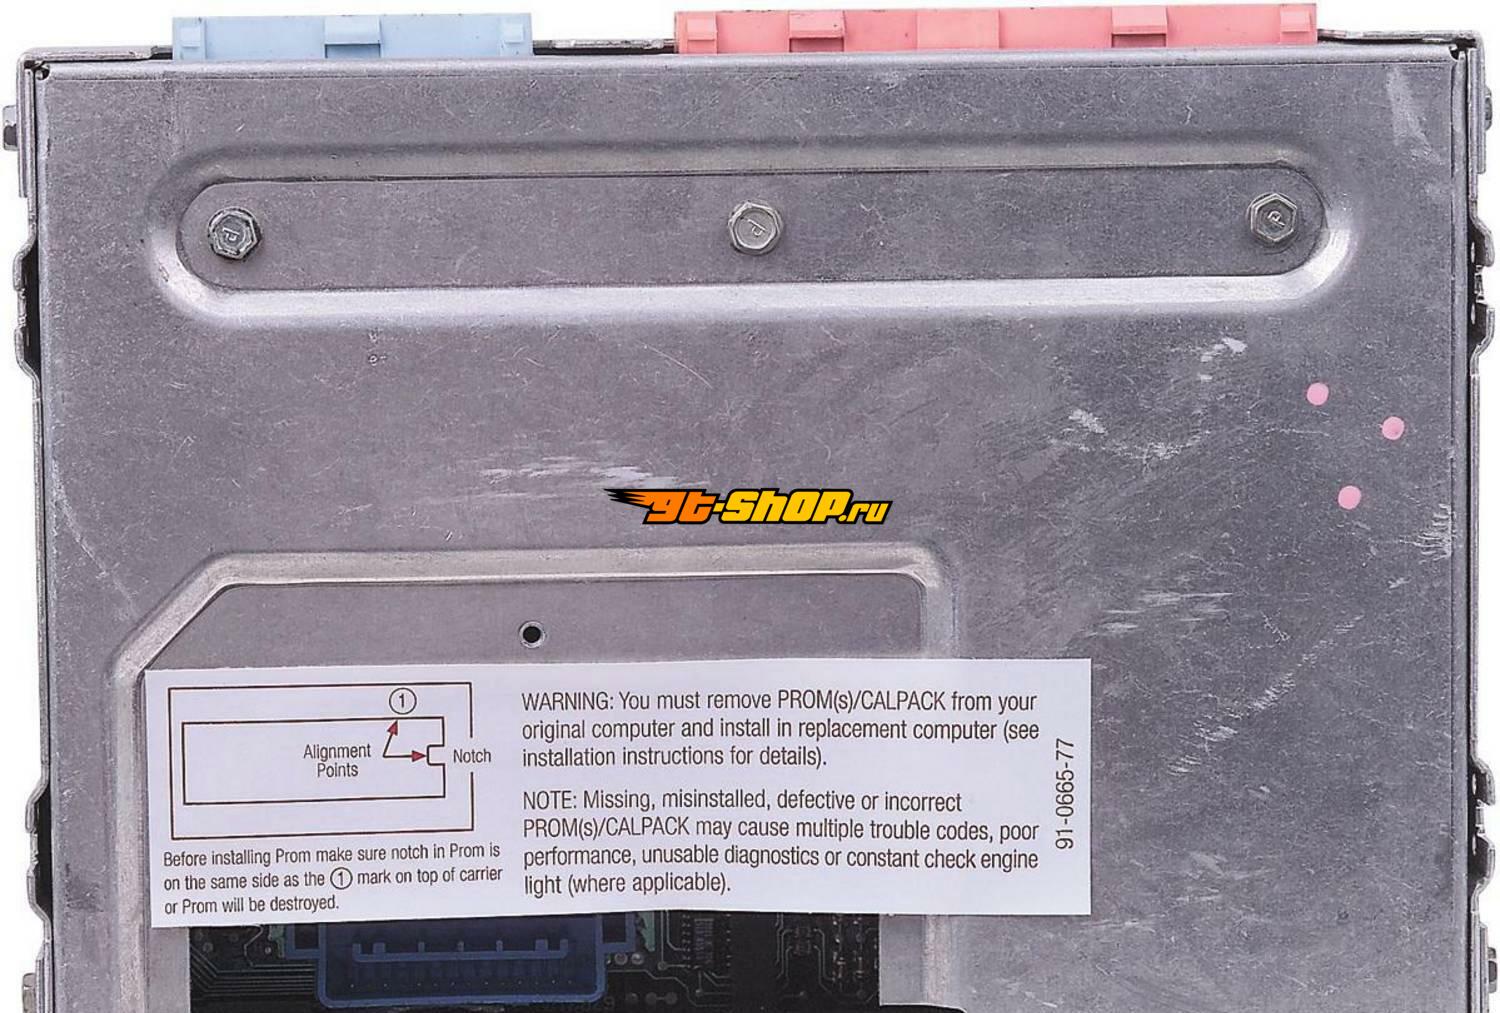 P
P
P
gt-shop.ru
1
Alignment
Points
Notch
Before installing Prom make sure notch in Prom is
on the same side as the 1 mark on top of carrier
or Prom will be destroyed.
WARNING: You must remove PROM(s)/CALPACK from your
original computer and install in replacement computer (see
installation instructions for details).
NOTE: Missing, misinstalled, defective or incorrect
PROM(s)/CALPACK may cause multiple trouble codes, poor
performance, unusable diagnostics or constant check engine
light (where applicable).
91-0665-77